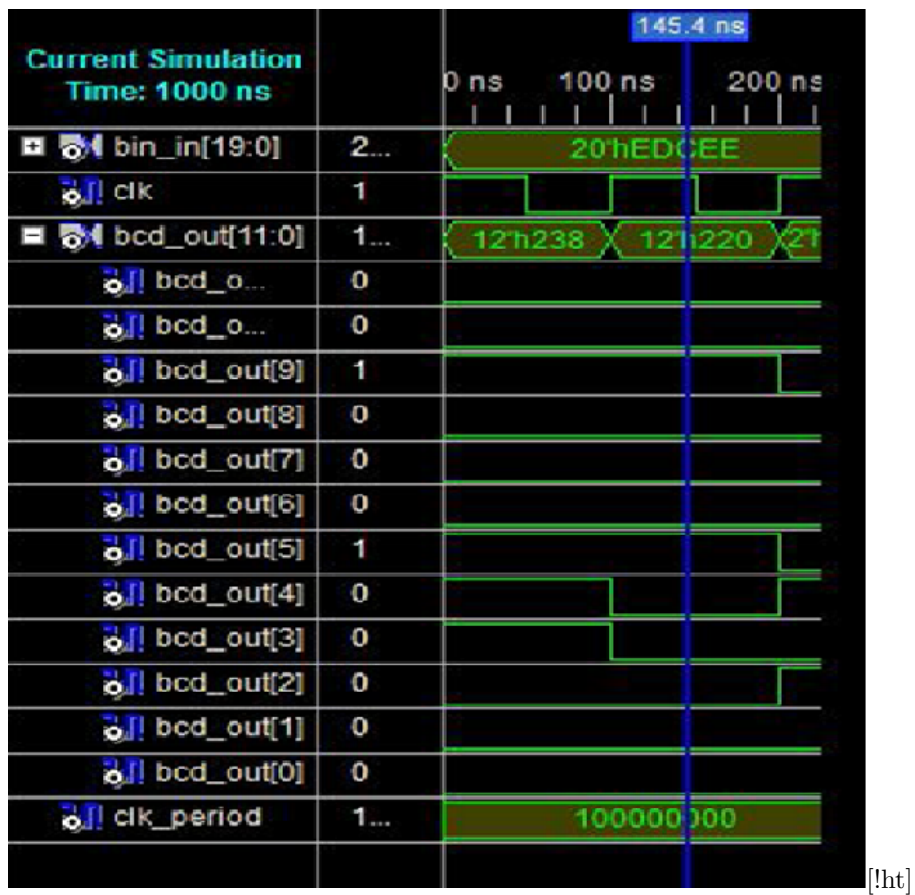 145.4 ns
Current Simulation
Time: 1000 ns
0 ns 100 ns 200 ns
bin_in[19:0] 2... 20'hEDCEE
clk 1
bcd_out[11:0] 1... 12'h238 12'h220 2'h
bcd_o... 0
bcd_o... 0
bcd_out[9] 1
bcd_out[8] 0
bcd_out[7] 0
bcd_out[6] 0
bcd_out[5] 1
bcd_out[4] 0
bcd_out[3] 0
bcd_out[2] 0
bcd_out[1] 0
bcd_out[0] 0
clk_period 1... 100000000
[!ht]